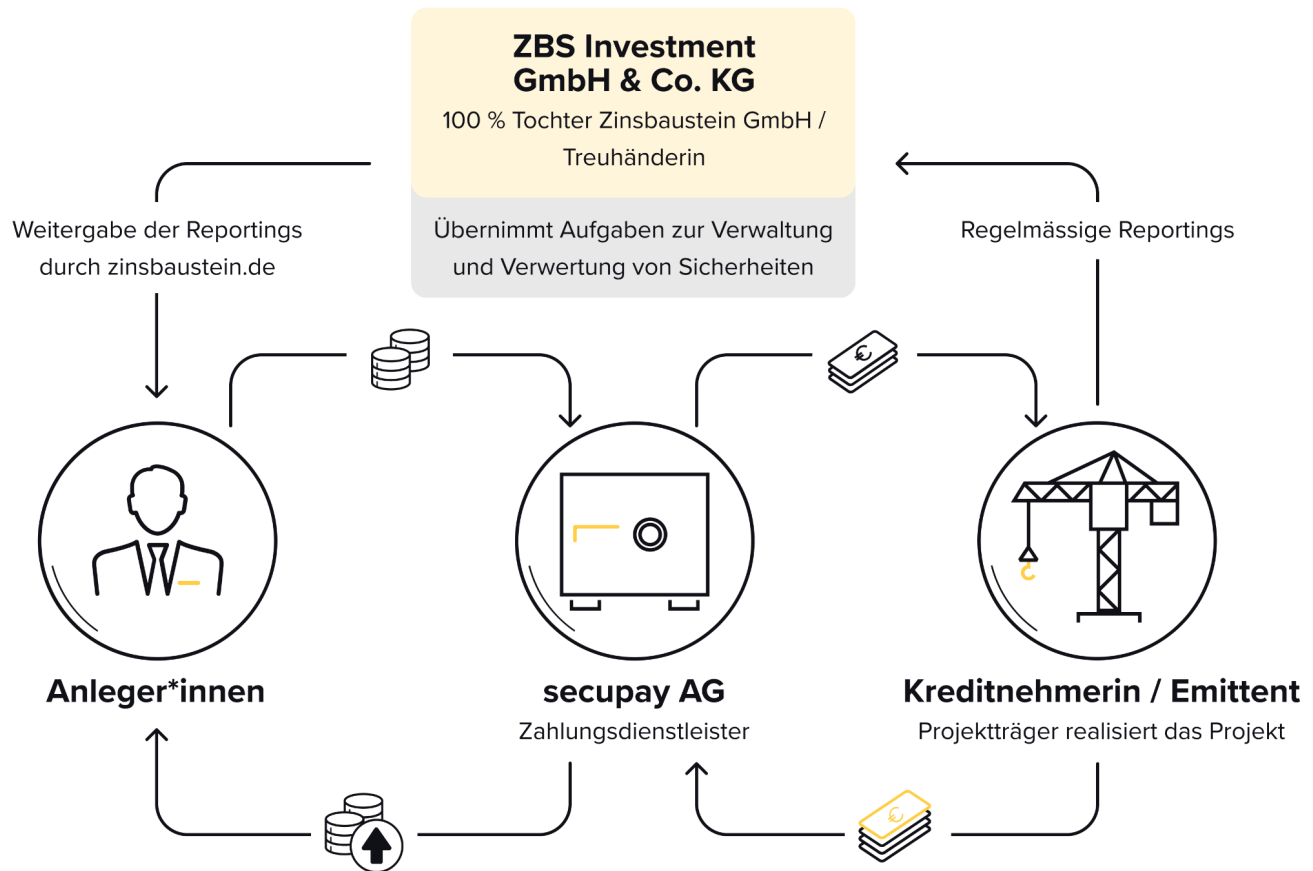 ZBS Investment
GmbH & Co. KG
100 % Tochter Zinsbaustein GmbH /
Treuhänderin
Übernimmt Aufgaben zur Verwaltung
und Verwertung von Sicherheiten
Weitergabe der Reportings
durch zinsbaustein.de
Regelmässige Reportings
€
Anleger*innen
secupay AG
Zahlungsdienstleister
Kreditnehmerin / Emittent
Projektträger realisiert das Projekt
€